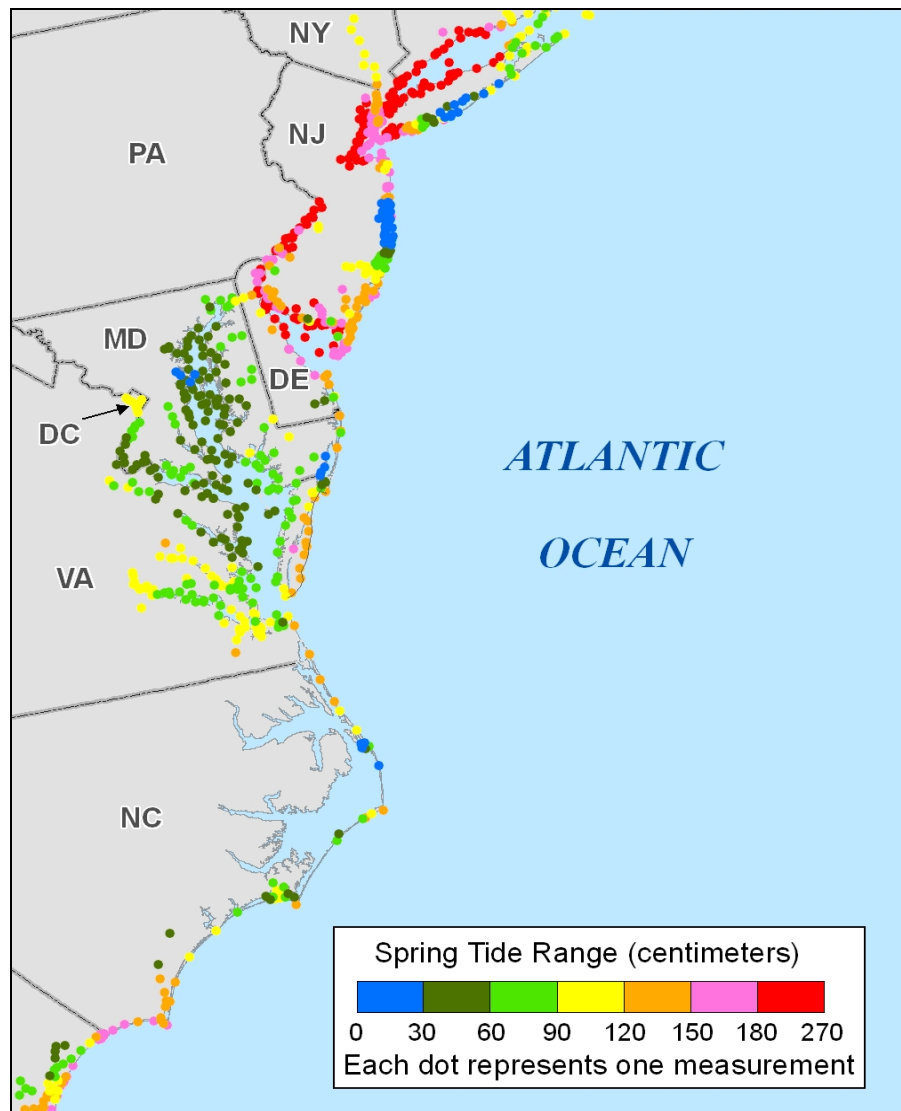 NY
NJ
PA
MD
DE
DC
ATLANTIC
OCEAN
VA
NC
Spring Tide Range (centimeters)
0 30 60 90 120 150 180 270
Each dot represents one measurement